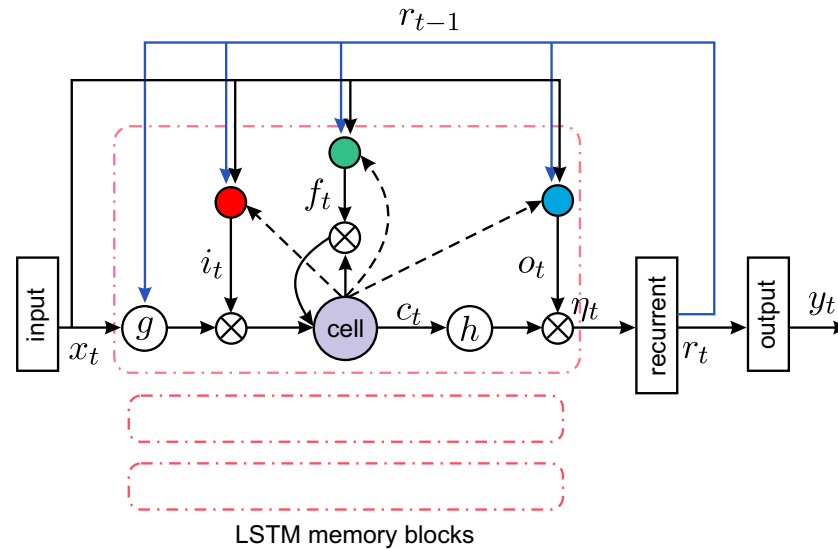 r_{t-1}
f_t
i_t
o_t
input
x_t
g
cell
c_t
h
η_t
recurrent
r_t
output
y_t
LSTM memory blocks